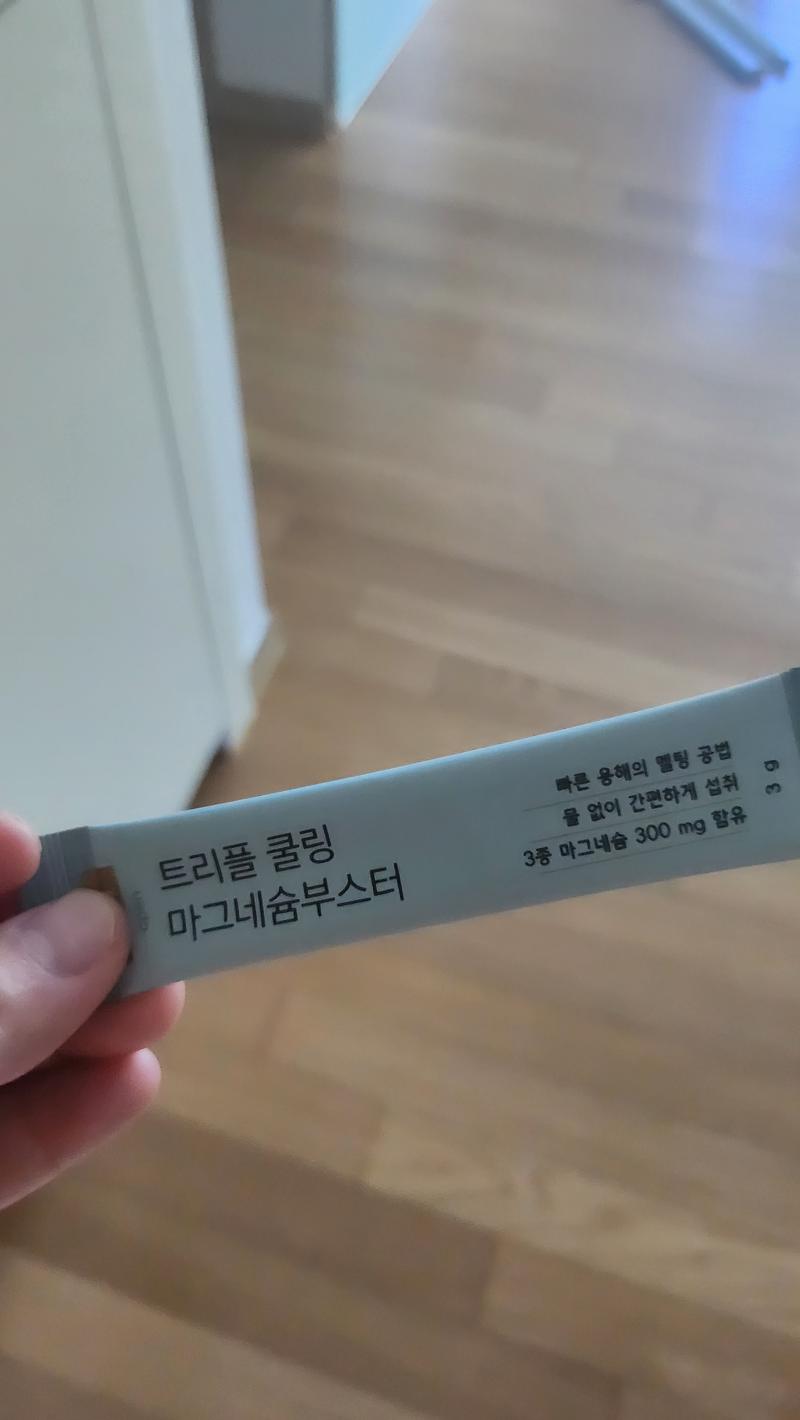 트리플 쿨링
마그네슘부스터
빠른 용해의 멜팅 공법
물 없이 간편하게 섭취
3종 마그네슘 300 mg 함유
3 g